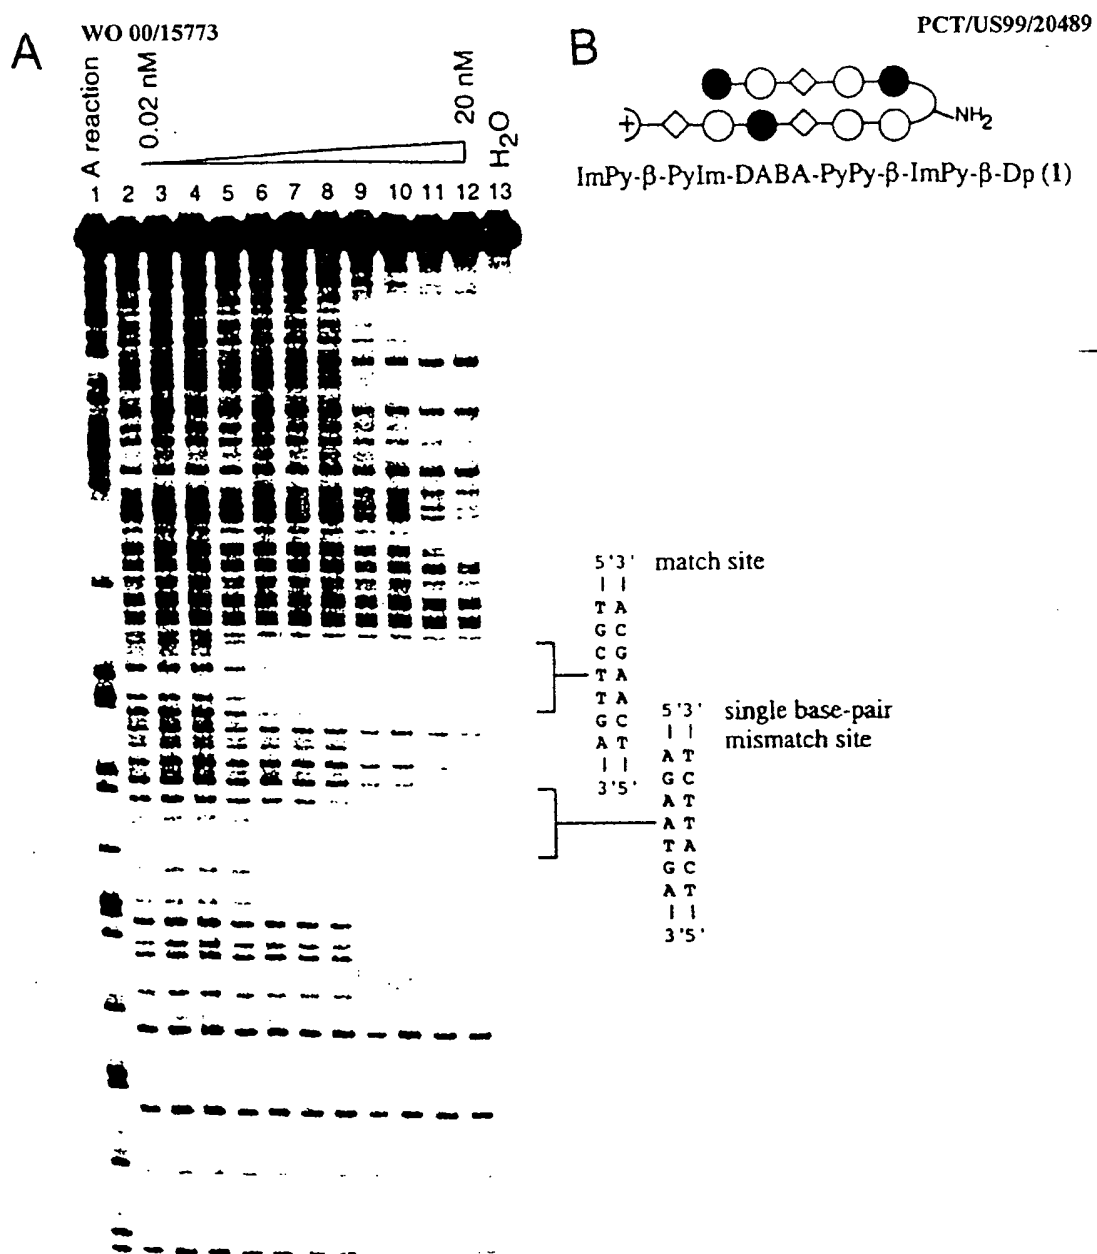 WO 00/15773
PCT/US99/20489
A
A reaction
0.02 nM
20 nM
H2O
1 2 3 4 5 6 7 8 9 10 11 12 13
B
+
NH2
ImPy-β-PyIm-DABA-PyPy-β-ImPy-β-Dp (1)
5'3' match site
T A
G C
C G
T A
T A
G C
A T
3'5'
5'3' single base-pair
mismatch site
A T
G C
A T
A T
T A
G C
A T
3'5'